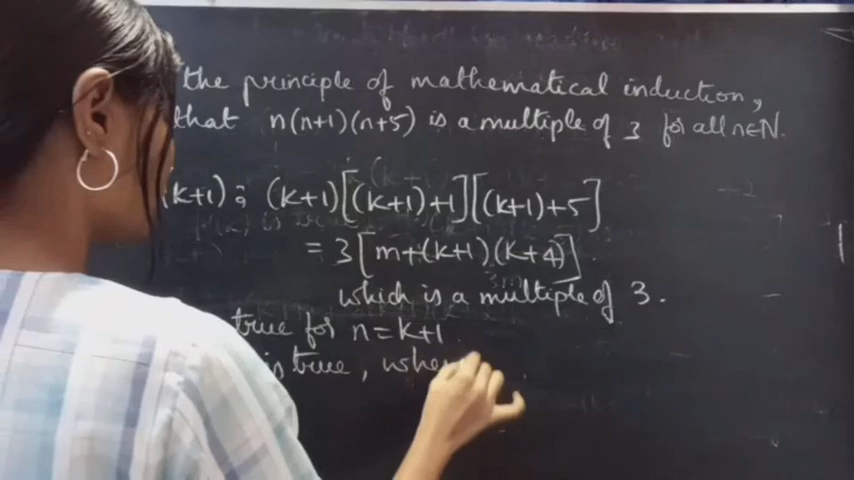 the principle of mathematical induction,
that n(n+1)(n+5) is a multiple of 3 for all n∈N.
(k+1) : (k+1)[(k+1)+1][(k+1)+5]
= 3[m+(k+1)(k+4)]
which is a multiple of 3.
true for n=k+1
is true, whe